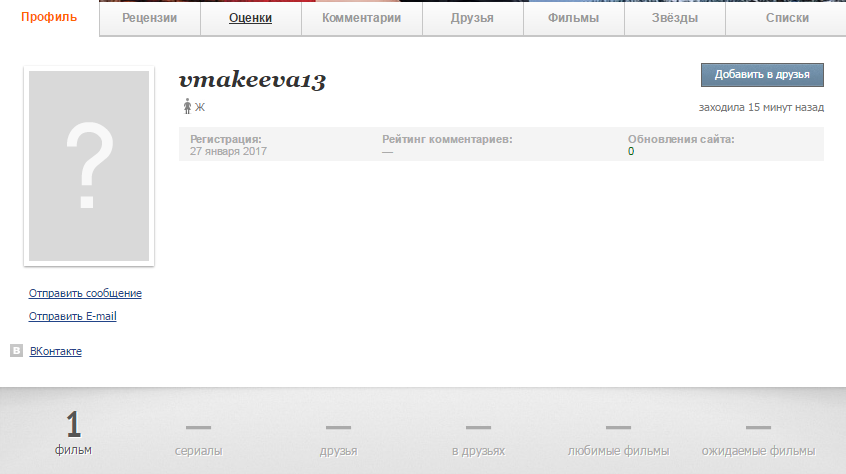 Профиль Рецензии Оценки Комментарии Друзья Фильмы Звёзды Списки
?
vmakeeva13 Добавить в друзья
Ж заходила 15 минут назад
Регистрация: Рейтинг комментариев: Обновления сайта:
27 января 2017 — 0
Отправить сообщение
Отправить E-mail
B ВКонтакте
1 — — — — —
фильм сериалы друзья в друзьях любимые фильмы ожидаемые фильмы